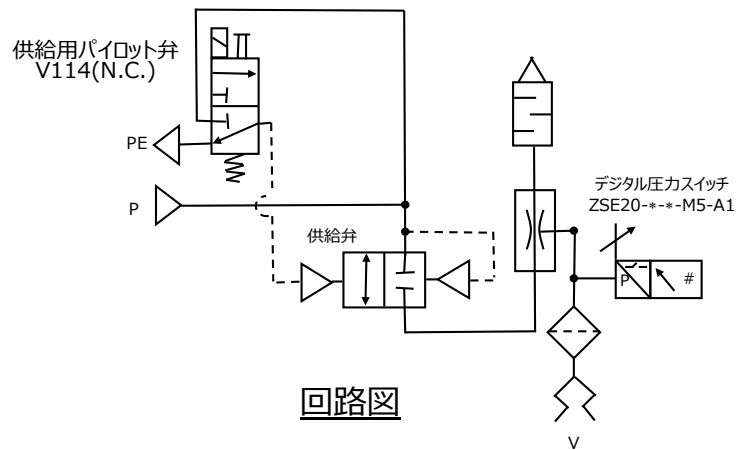 供給用パイロット弁
V114(N.C.)
PE
P
供給弁
デジタル圧力スイッチ
ZSE20-*-*-M5-A1
P
#
V
回路図